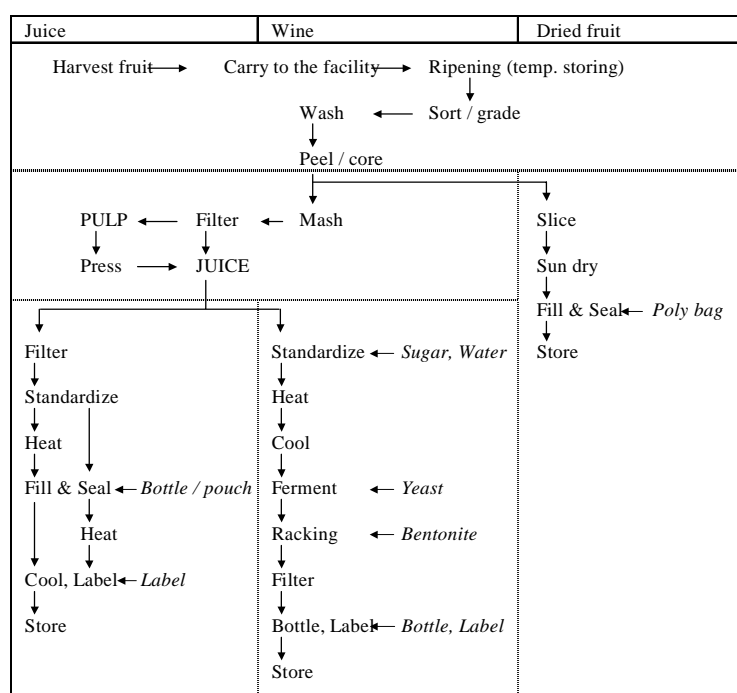 Juice Wine Dried fruit
Harvest fruit Carry to the facility Ripening (temp. storing)
Wash Sort / grade
Peel / core
PULP Filter Mash Slice
Press JUICE Sun dry
Fill & Seal Poly bag
Filter Standardize Sugar, Water Store
Standardize Heat
Heat Cool
Fill & Seal Bottle / pouch Ferment Yeast
Heat Racking Bentonite
Cool, Label Label Filter
Store Bottle, Label Bottle, Label
Store